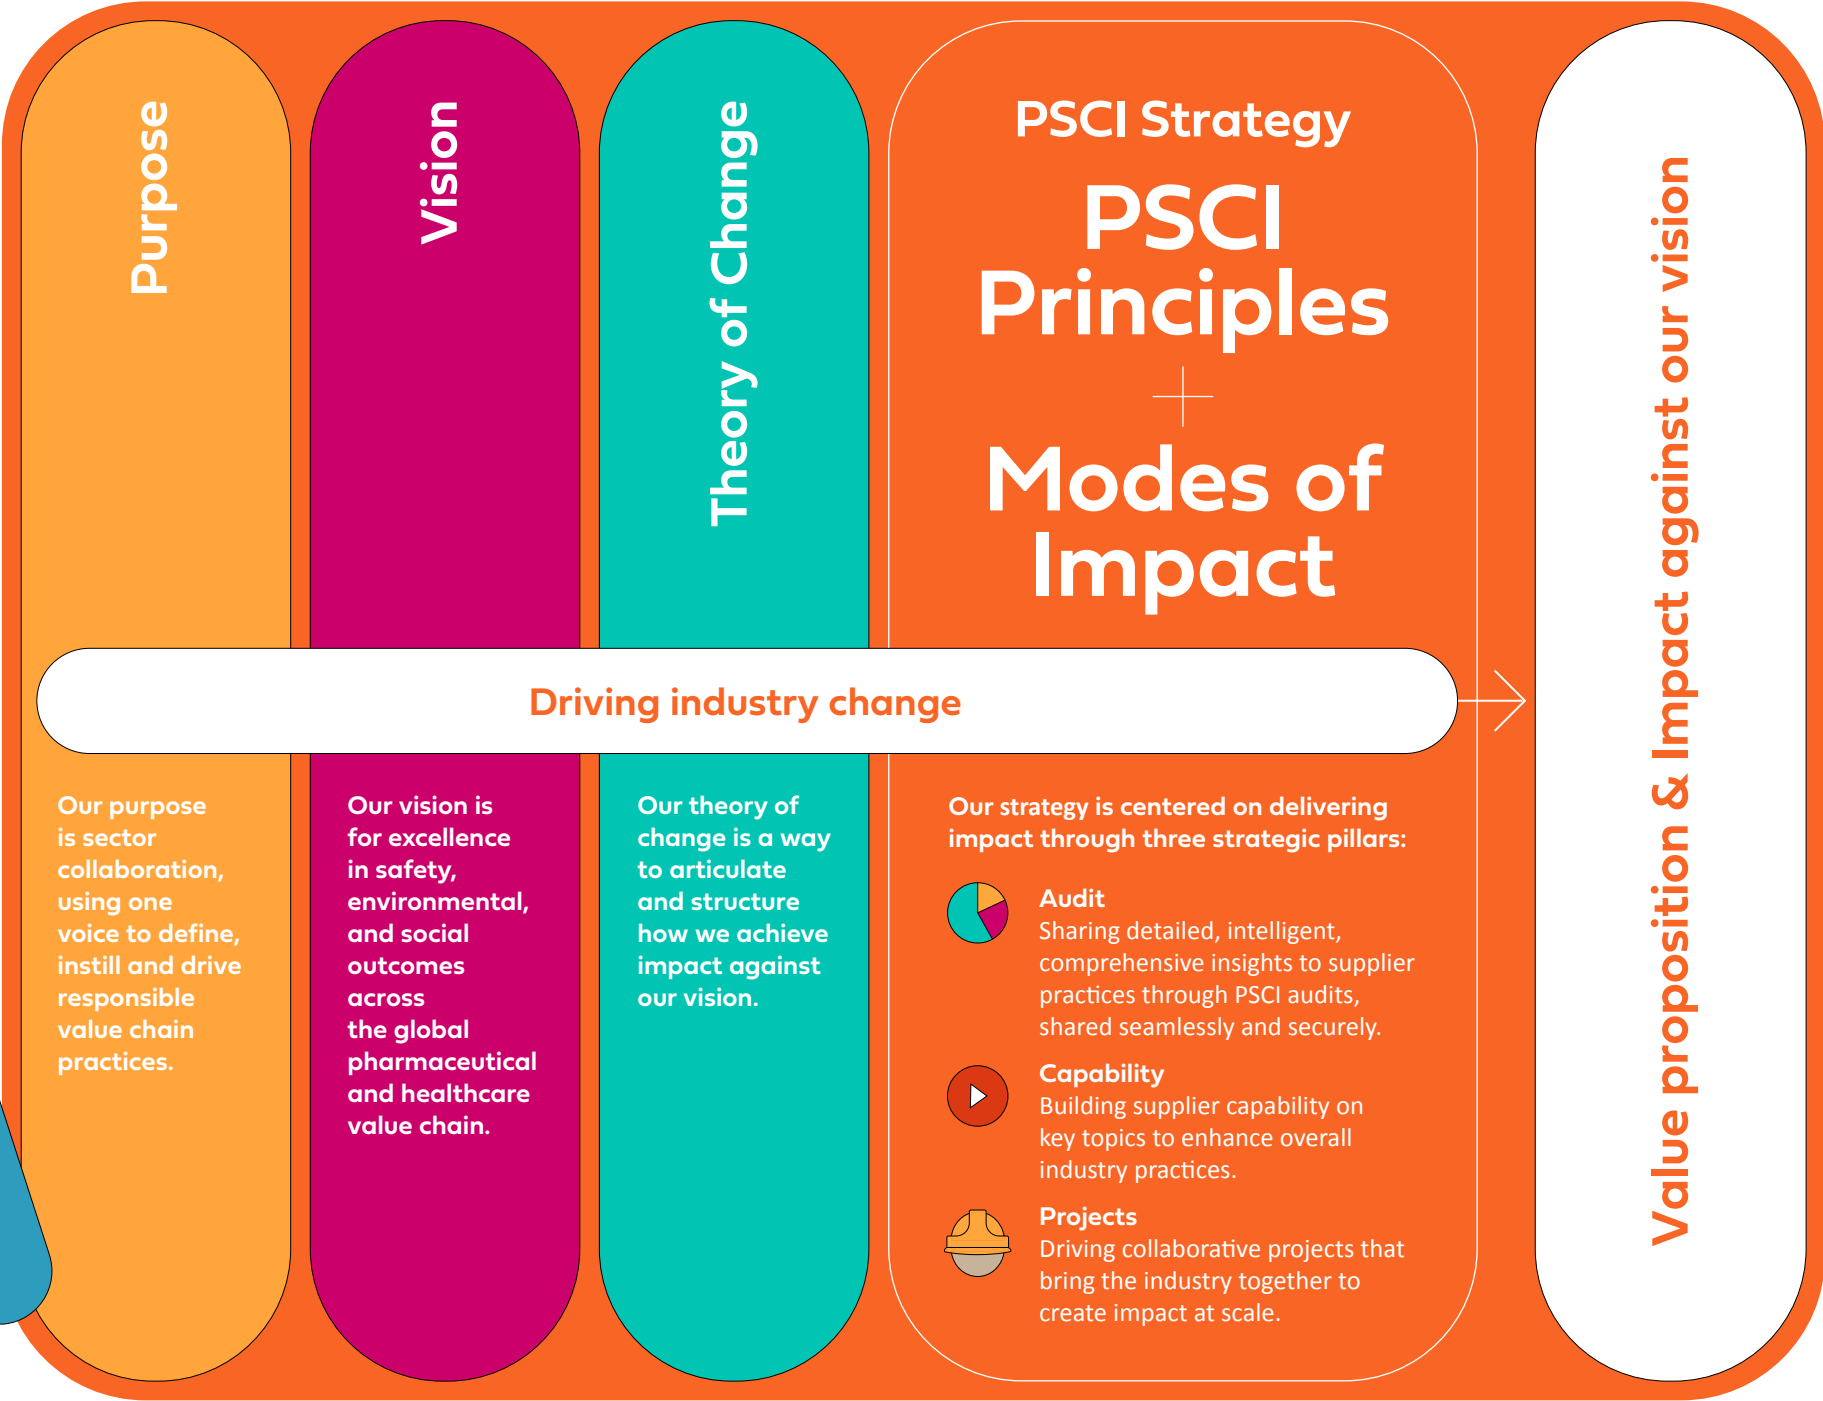 Purpose
Vision
Theory of Change
PSCI Strategy
PSCI
Principles
+
Modes of
Impact
Driving industry change
Our purpose
is sector
collaboration,
using one
voice to define,
instill and drive
responsible
value chain
practices.
Our vision is
for excellence
in safety,
environmental,
and social
outcomes
across
the global
pharmaceutical
and healthcare
value chain.
Our theory of
change is a way
to articulate
and structure
how we achieve
impact against
our vision.
Our strategy is centered on delivering
impact through three strategic pillars:
Audit
Sharing detailed, intelligent,
comprehensive insights to supplier
practices through PSCI audits,
shared seamlessly and securely.
Capability
Building supplier capability on
key topics to enhance overall
industry practices.
Projects
Driving collaborative projects that
bring the industry together to
create impact at scale.
Value proposition & Impact against our vision